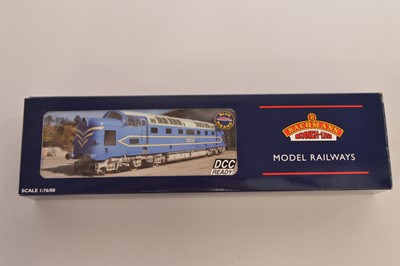 DCC
READY
SCALE 1:76/00
BACHMANN
BRANCH-LINE
MODEL RAILWAYS